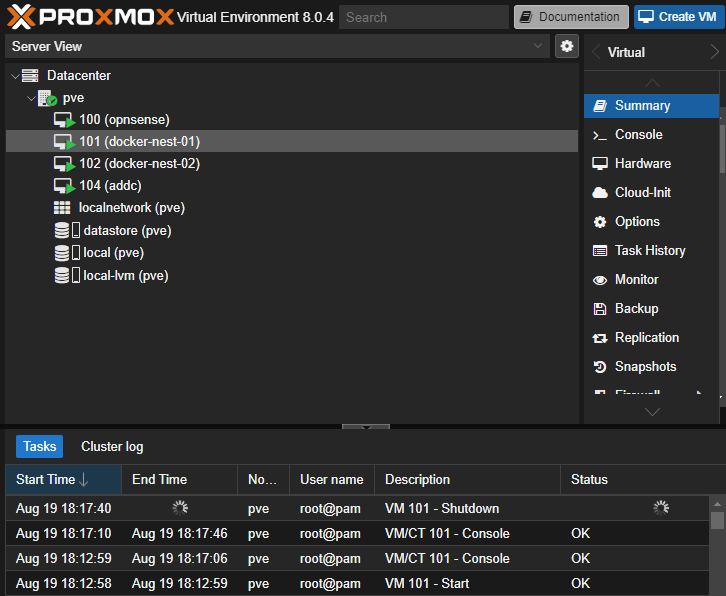 PROXMOX Virtual Environment 8.0.4 Search Documentation Create VM
Server View
Datacenter
pve
100 (opnsense)
101 (docker-nest-01)
102 (docker-nest-02)
104 (addc)
localnetwork (pve)
datastore (pve)
local (pve)
local-lvm (pve)
Virtual
Summary
Console
Hardware
Cloud-Init
Options
Task History
Monitor
Backup
Replication
Snapshots
Firewall
Tasks Cluster log
Start Time End Time No... User name Description Status
Aug 19 18:17:40 pve root@pam VM 101 - Shutdown
Aug 19 18:17:10 Aug 19 18:17:46 pve root@pam VM/CT 101 - Console OK
Aug 19 18:12:59 Aug 19 18:17:06 pve root@pam VM/CT 101 - Console OK
Aug 19 18:12:58 Aug 19 18:12:59 pve root@pam VM 101 - Start OK